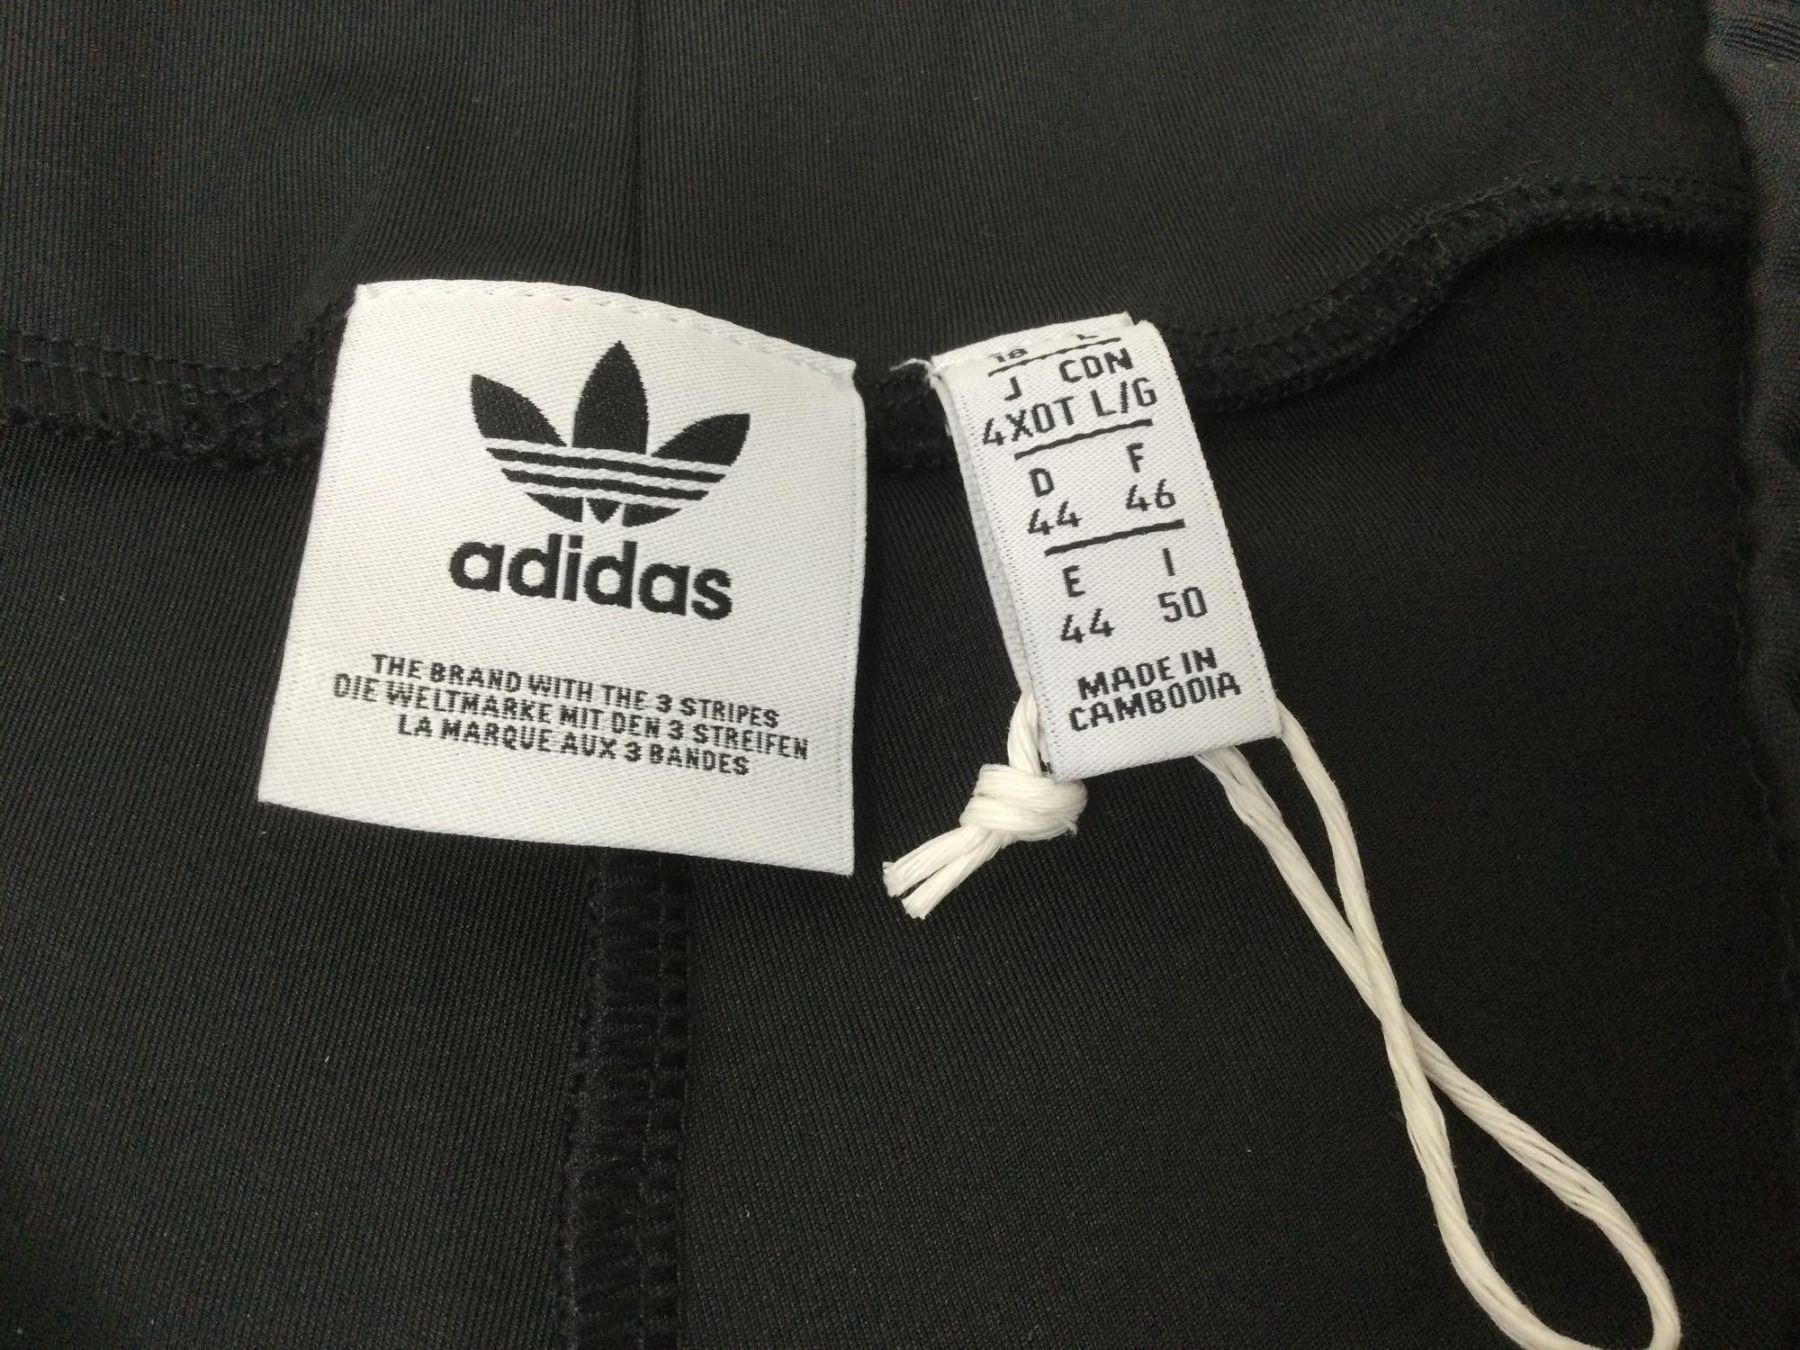 adidas
THE BRAND WITH THE 3 STRIPES
DIE WELTMARKE MIT DEN 3 STREIFEN
LA MARQUE AUX 3 BANDES
18 L
J CDN
4XOT L/G
D F
44 46
E I
44 50
MADE IN
CAMBODIA